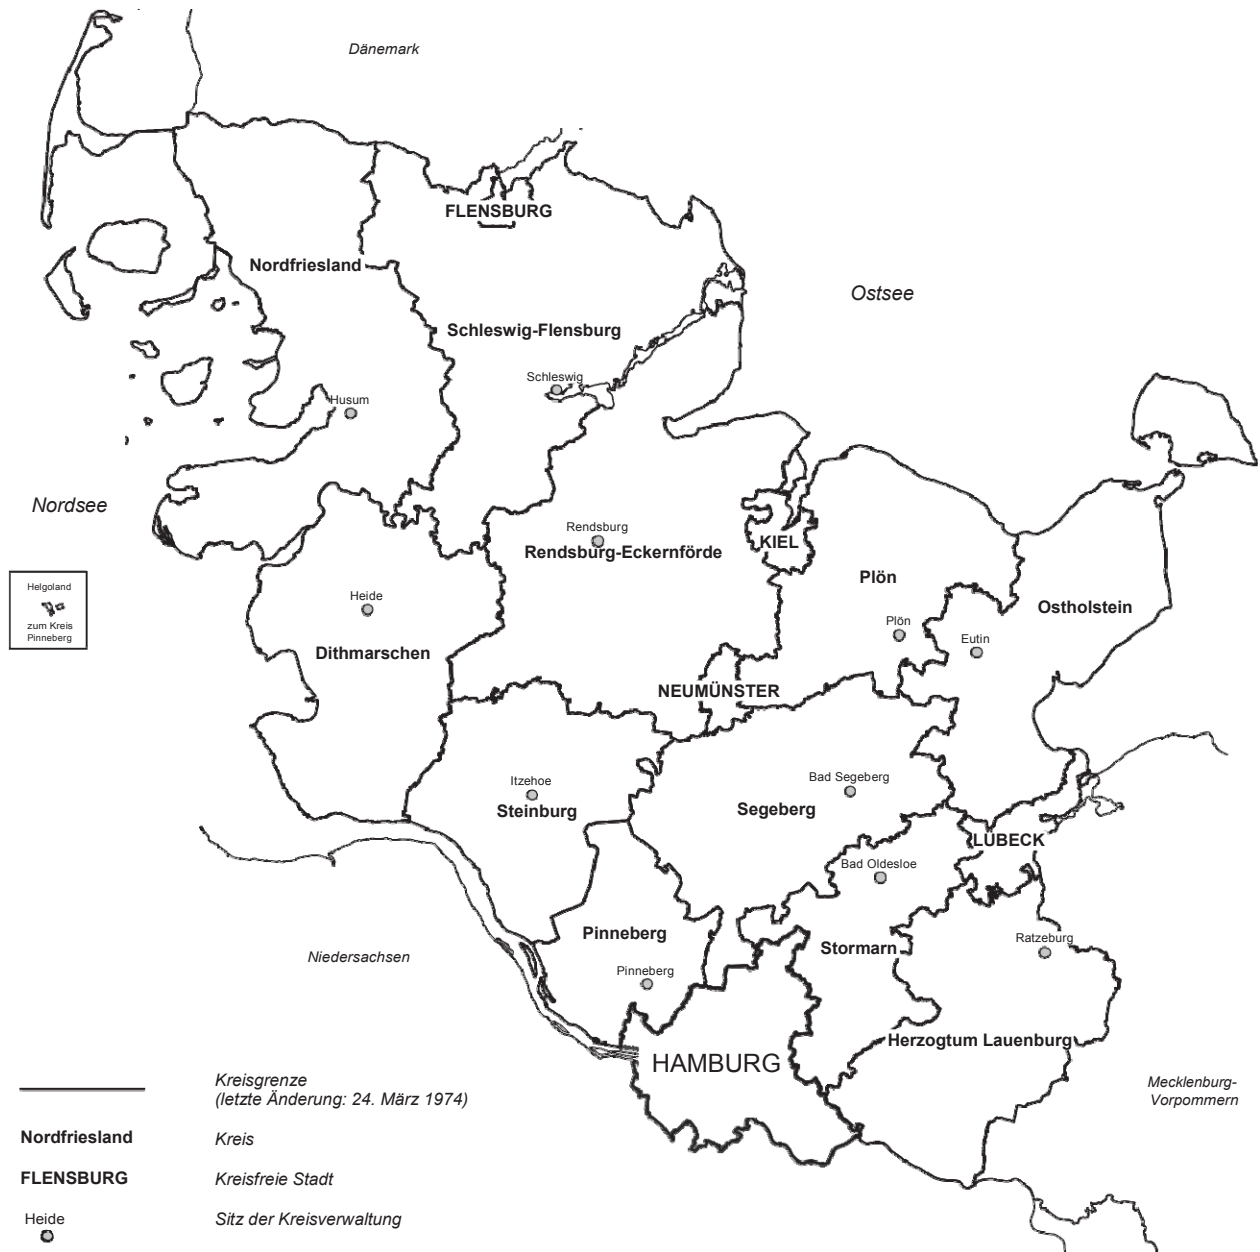 Dänemark
FLENSBURG
Nordfriesland
Ostsee
Schleswig-Flensburg
Schleswig
Husum
Nordsee
Rendsburg
Rendsburg-Eckernförde
KIEL
Plön
Helgoland
zum Kreis
Pinneberg
Heide
Ostholstein
Plön
Eutin
Dithmarschen
NEUMÜNSTER
Itzehoe
Steinburg
Bad Segeberg
Segeberg
LÜBECK
Bad Oldesloe
Pinneberg
Stormarn
Ratzeburg
Niedersachsen
Pinneberg
Herzogtum Lauenburg
HAMBURG
Mecklenburg-
Vorpommern
Kreisgrenze
(letzte Änderung: 24. März 1974)
Nordfriesland Kreis
FLENSBURG Kreisfreie Stadt
Heide Sitz der Kreisverwaltung